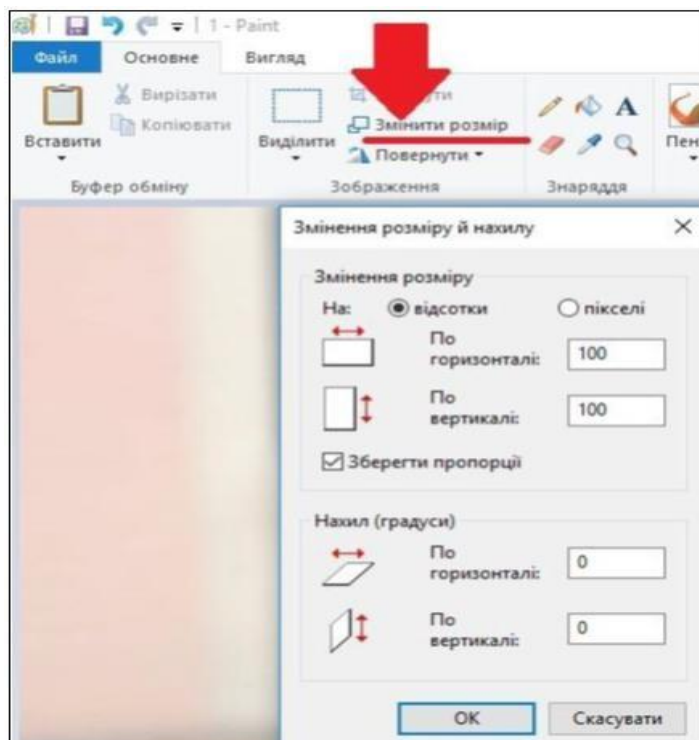 1 - Paint
Файл Основне Вигляд
Вставити
Вирізати
Копіювати
Буфер обміну
Виділити
Змінити розмір
Повернути
Зображення
А
Знаряддя
Пен
Змінення розміру й нахилу
Змінення розміру
На: відсотки пікселі
По
горизонталі: 100
По
вертикалі: 100
Зберегти пропорції
Нахил (градуси)
По
горизонталі: 0
По
вертикалі: 0
ОК Скасувати